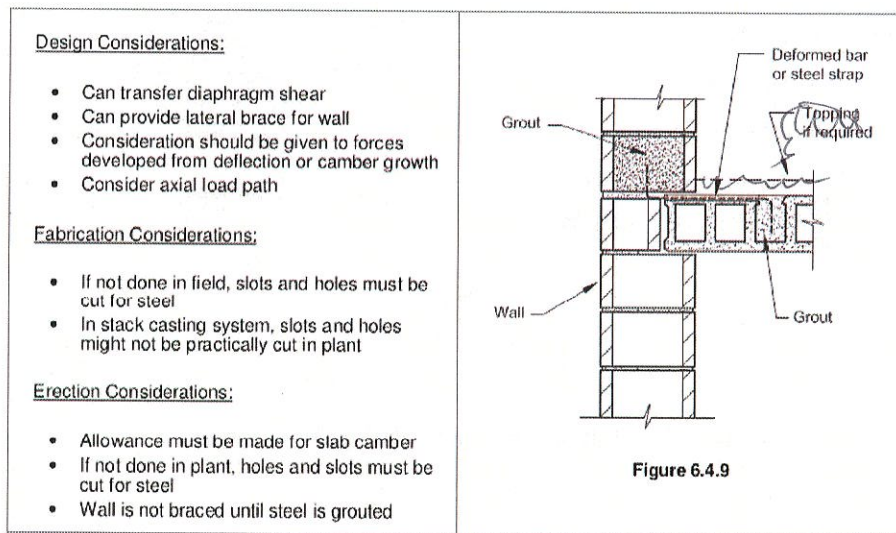 Design Considerations:
• Can transfer diaphragm shear
• Can provide lateral brace for wall
• Consideration should be given to forces
developed from deflection or camber growth
• Consider axial load path
Fabrication Considerations:
• If not done in field, slots and holes must be
cut for steel
• In stack casting system, slots and holes
might not be practically cut in plant
Erection Considerations:
• Allowance must be made for slab camber
• If not done in plant, holes and slots must be
cut for steel
• Wall is not braced until steel is grouted
Deformed bar
or steel strap
Grout
Topping
if required
Wall
Grout
Figure 6.4.9